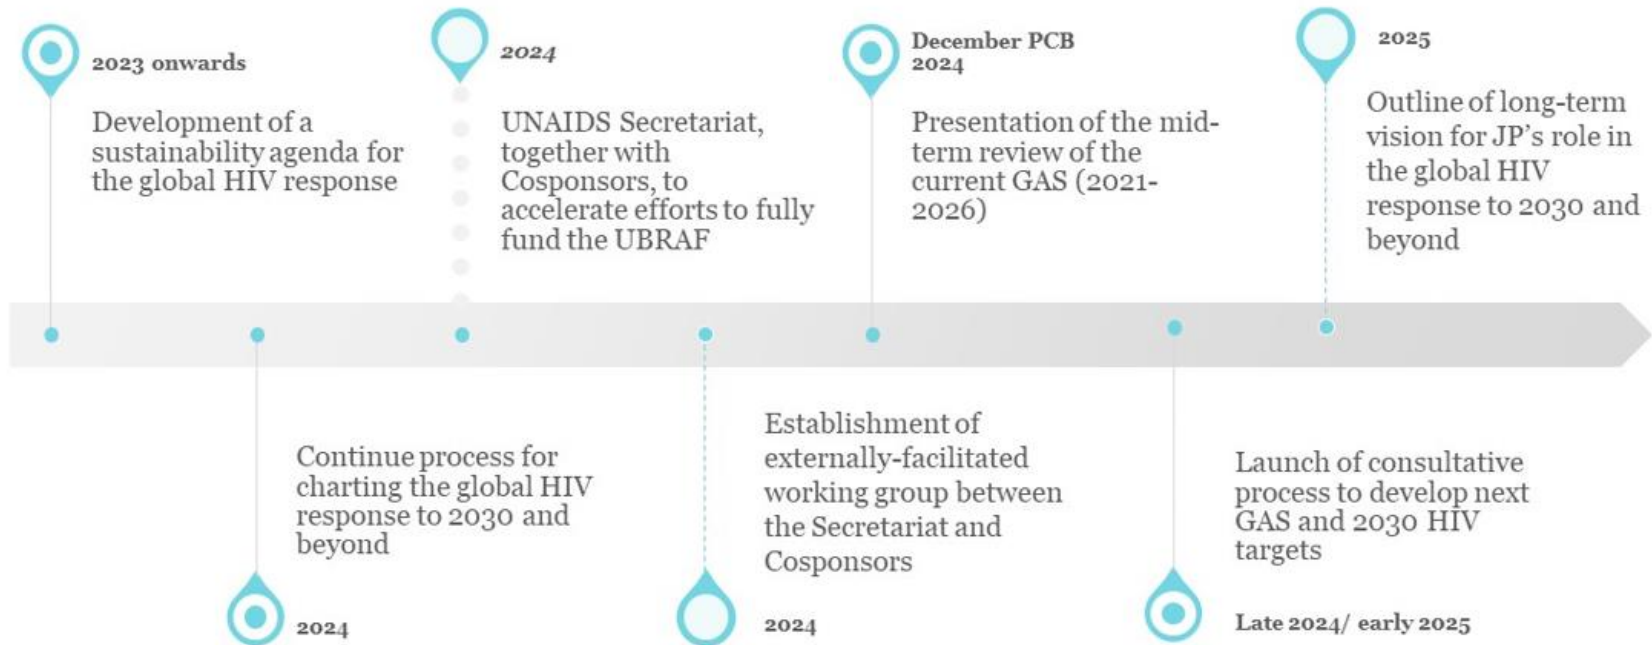 2023 onwards
Development of a
sustainability agenda for
the global HIV response
2024
UNAIDS Secretariat,
together with
Cosponsors, to
accelerate efforts to fully
fund the UBRAF
December PCB
2024
Presentation of the mid-
term review of the
current GAS (2021-
2026)
2025
Outline of long-term
vision for JP’s role in
the global HIV
response to 2030 and
beyond
Continue process for
charting the global HIV
response to 2030 and
beyond
2024
Establishment of
externally-facilitated
working group between
the Secretariat and
Cosponsors
2024
Launch of consultative
process to develop next
GAS and 2030 HIV
targets
Late 2024/ early 2025